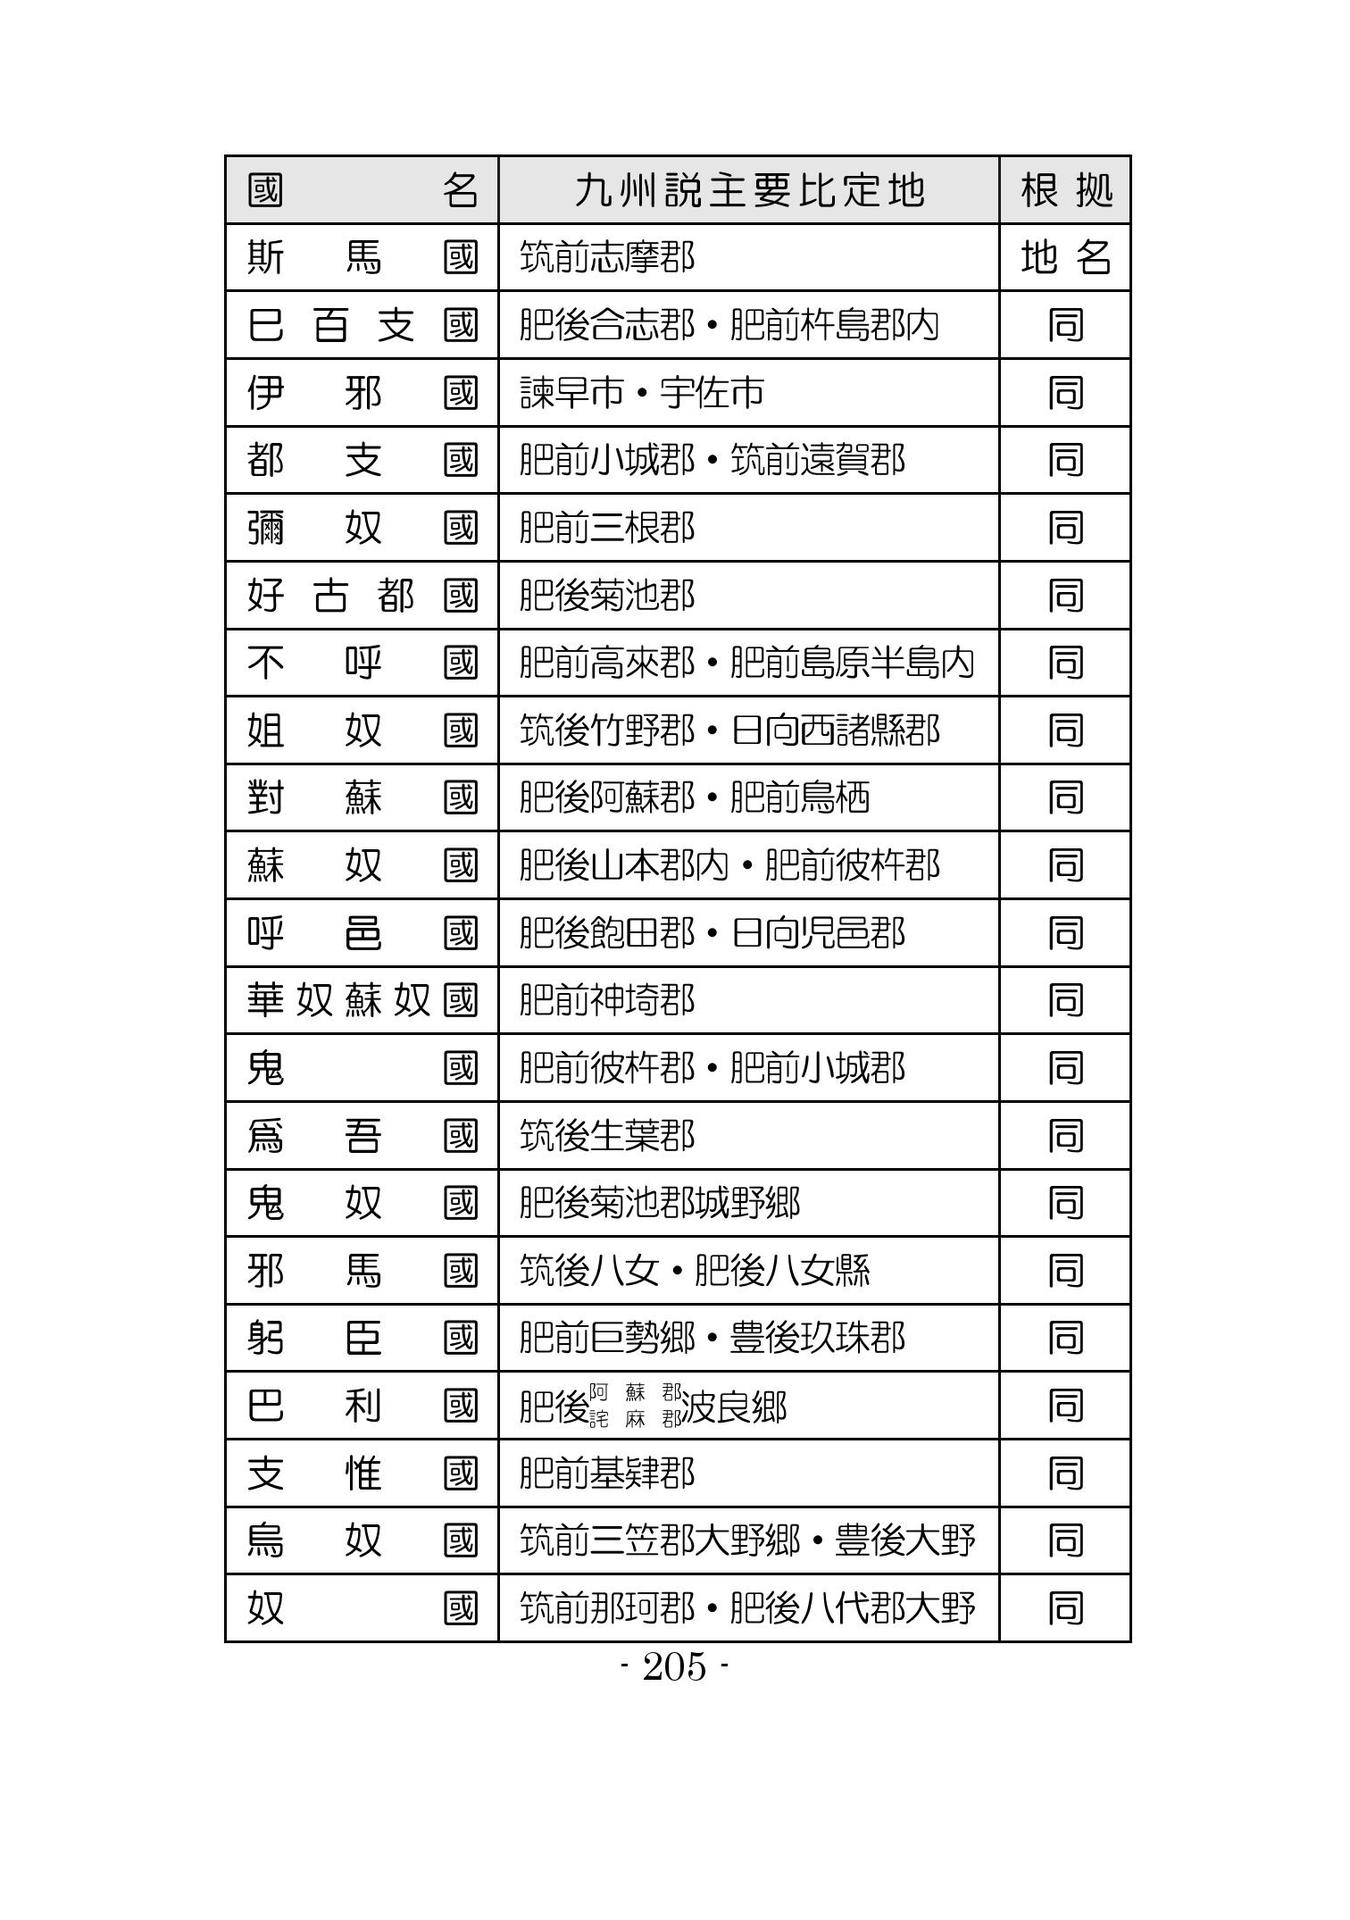 國名 九州説主要比定地 根拠
斯馬國 筑前志摩郡 地名
巳百支國 肥後合志郡・肥前杵島郡内 同
伊邪國 諫早市・宇佐市 同
都支國 肥前小城郡・筑前遠賀郡 同
彌奴國 肥前三根郡 同
好古都國 肥後菊池郡 同
不呼國 肥前高來郡・肥前島原半島内 同
姐奴國 筑後竹野郡・日向西諸縣郡 同
對蘇國 肥後阿蘇郡・肥前鳥栖 同
蘇奴國 肥後山本郡内・肥前彼杵郡 同
呼邑國 肥後飽田郡・日向児邑郡 同
華奴蘇奴國 肥前神埼郡 同
鬼國 肥前彼杵郡・肥前小城郡 同
爲吾國 筑後生葉郡 同
鬼奴國 肥後菊池郡城野郷 同
邪馬國 筑後八女・肥後八女縣 同
躬臣國 肥前巨勢郷・豊後玖珠郡 同
巴利國 肥後阿蘇郡詫麻郡波良郷 同
支惟國 肥前基肄郡 同
烏奴國 筑前三笠郡大野郷・豊後大野 同
奴國 筑前那珂郡・肥後八代郡大野 同
- 205 -